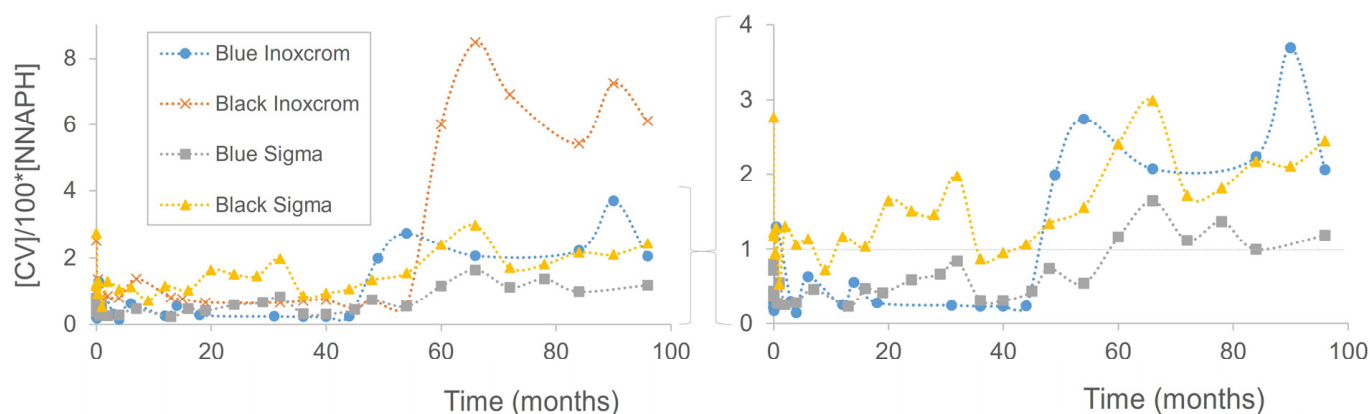 [CV]/100*[NNAPH]
8
6
4
2
0
Blue Inoxcrom
Black Inoxcrom
Blue Sigma
Black Sigma
0 20 40 60 80 100
Time (months)
4
3
2
1
0
0 20 40 60 80 100
Time (months)